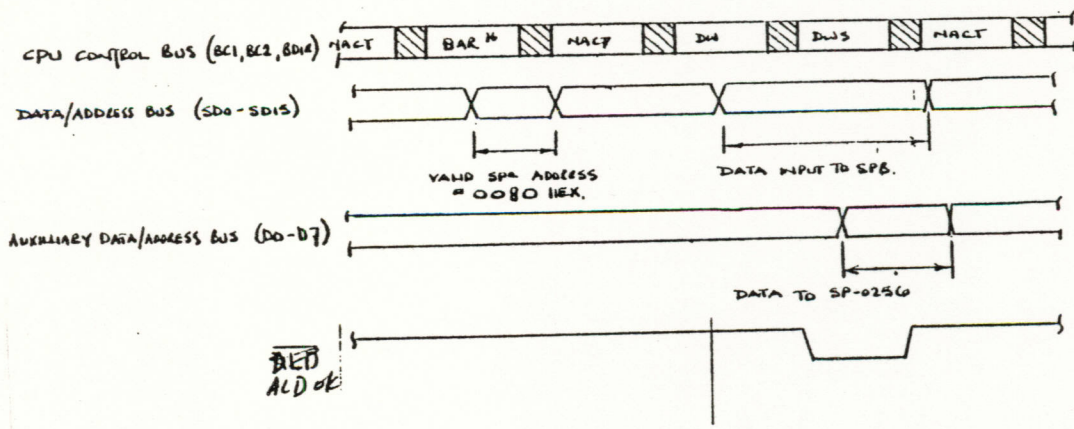 CPU CONTROL BUS (BC1, BC2, BDIR)
NACT BAR NACT DW DWS NACT
DATA/ADDRESS BUS (SD0-SD15)
VALID SPB ADDRESS
= 0080 HEX.
DATA INPUT TO SPB.
AUXILIARY DATA/ADDRESS BUS (D0-D7)
DATA TO SP-0256
ALD OK